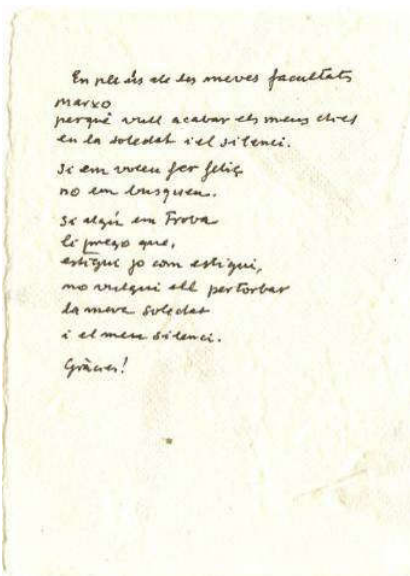 En ple ús de les meves facultats
marxo
perquè vull acabar els meus dies
en la soledat i el silenci.
Si em voleu fer feliç
no em busqueu.
Si algú em troba
li prego que,
estigui jo com estigui,
no vulgui ell pertorbar
la meva soledat
i el meu silenci.
Gràcies!